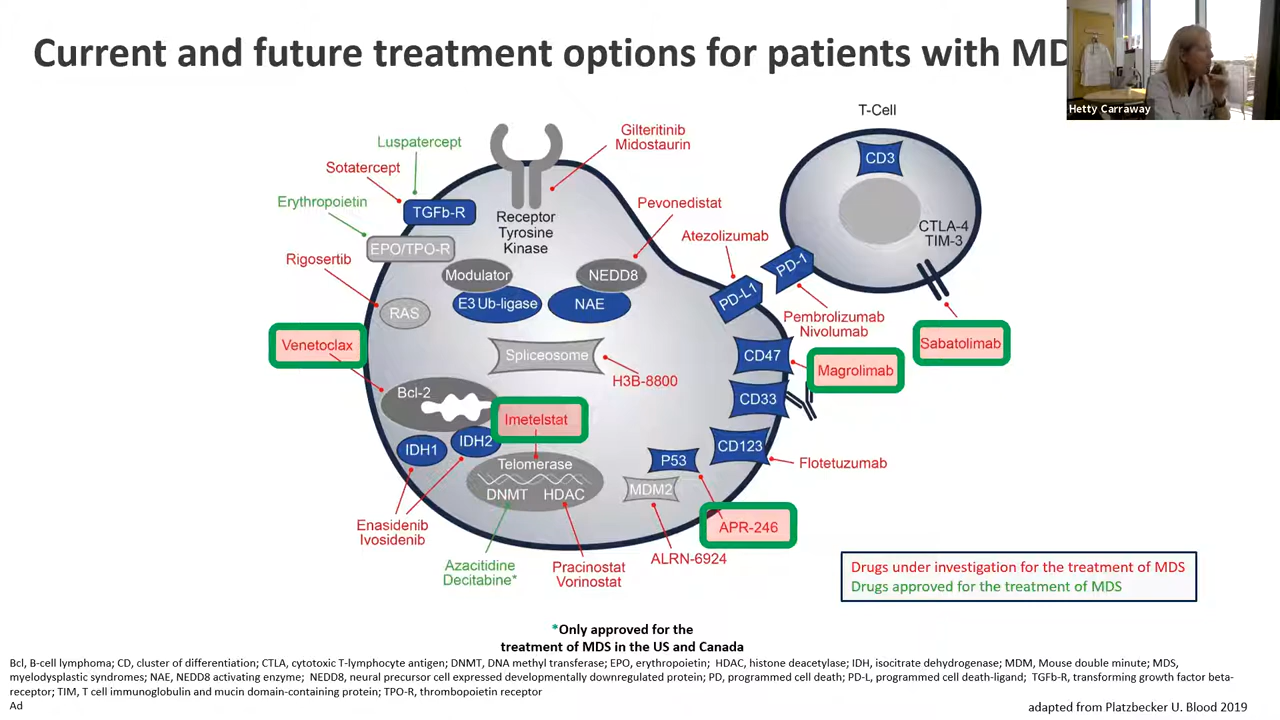 Current and future treatment options for patients with MD
Hetty Carraway
T-Cell
CD3
CTLA-4
TIM-3
Luspatercept
Sotatercept
Erythropoietin
Rigosertib
Venetoclax
TGFb-R
EPO/TPO-R
RAS
Receptor
Tyrosine
Kinase
Gilteritinib
Midostaurin
Pevonedistat
Atezolizumab
Modulator
E3 Ub-ligase
NEDD8
NAE
PD-L1
PD-1
Pembrolizumab
Nivolumab
Sabatolimab
Spliceosome
H3B-8800
CD47
Magrolimab
CD33
CD123
Flotetuzumab
Bcl-2
Imetelstat
IDH1
IDH2
Telomerase
DNMT HDAC
P53
MDM2
APR-246
ALRN-6924
Enasidenib
Ivosidenib
Azacitidine
Decitabine*
Pracinostat
Vorinostat
Drugs under investigation for the treatment of MDS
Drugs approved for the treatment of MDS
*Only approved for the
treatment of MDS in the US and Canada
Bcl, B-cell lymphoma; CD, cluster of differentiation; CTLA, cytotoxic T-lymphocyte antigen; DNMT, DNA methyl transferase; EPO, erythropoietin; HDAC, histone deacetylase; IDH, isocitrate dehydrogenase; MDM, Mouse double minute; MDS,
myelodysplastic syndromes; NAE, NEDD8 activating enzyme; NEDD8, neural precursor cell expressed developmentally downregulated protein; PD, programmed cell death; PD-L, programmed cell death-ligand; TGFb-R, transforming growth factor beta-
receptor; TIM, T cell immunoglobulin and mucin domain-containing protein; TPO-R, thrombopoietin receptor
Ad
adapted from Platzbecker U. Blood 2019